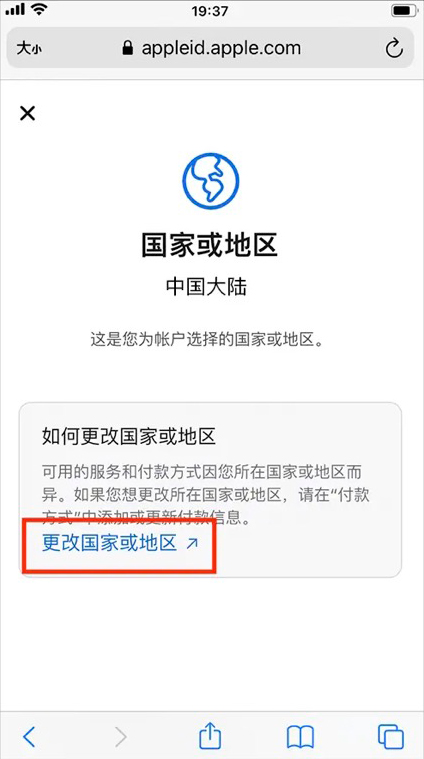 19:37
大小
appleid.apple.com
国家或地区
中国大陆
这是您为帐户选择的国家或地区。
如何更改国家或地区
可用的服务和付款方式因您所在国家或地区而
异。如果您想更改所在国家或地区，请在“付款
方式”中添加或更新付款信息。
更改国家或地区 ↗